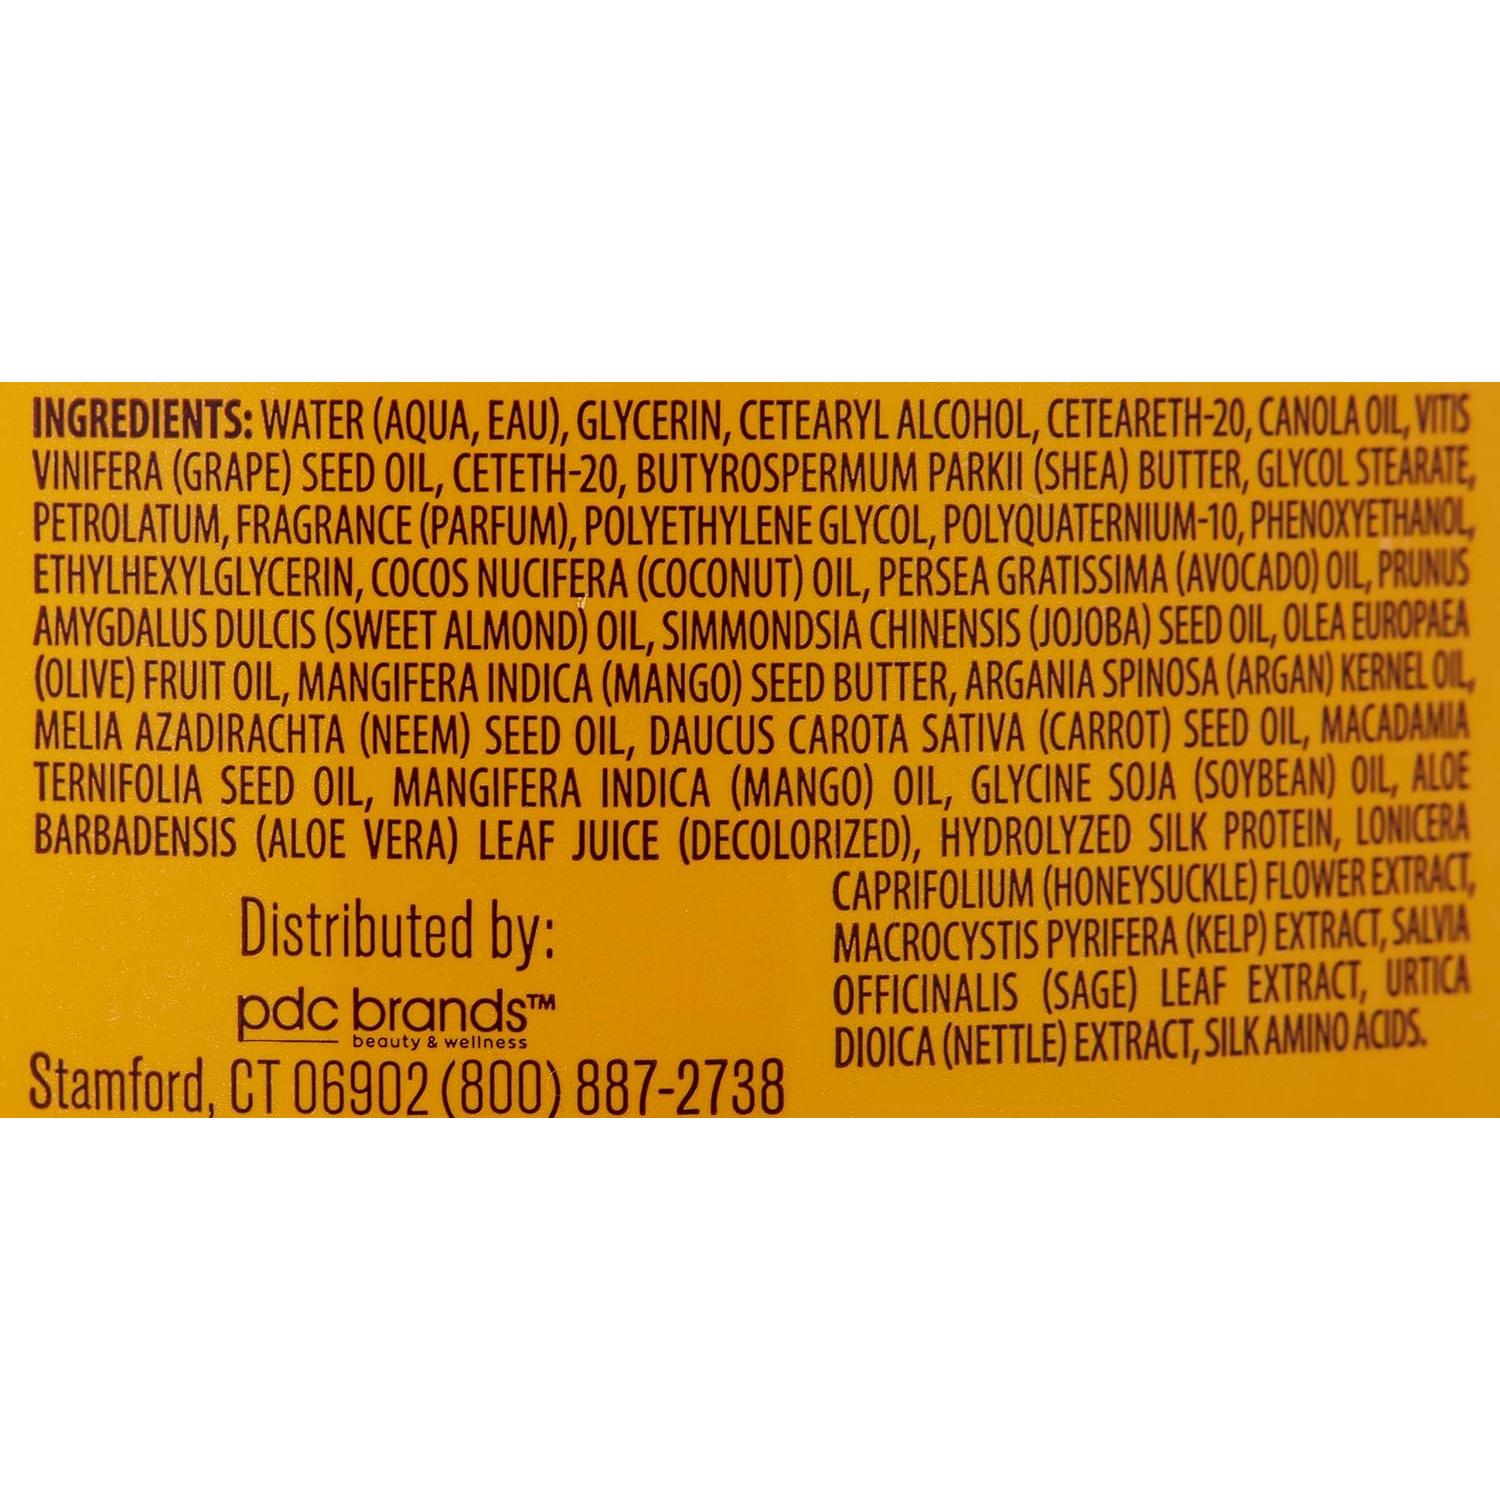 INGREDIENTS: WATER (AQUA, EAU), GLYCERIN, CETEARYL ALCOHOL, CETEARETH-20, CANOLA OIL, VITIS
VINIFERA (GRAPE) SEED OIL, CETETH-20, BUTYROSPERMUM PARKII (SHEA) BUTTER, GLYCOL STEARATE,
PETROLATUM, FRAGRANCE (PARFUM), POLYETHYLENE GLYCOL, POLYQUATERNIUM-10, PHENOXYETHANOL,
ETHYLHEXYLGLYCERIN, COCOS NUCIFERA (COCONUT) OIL, PERSEA GRATISSIMA (AVOCADO) OIL, PRUNUS
AMYGDALUS DULCIS (SWEET ALMOND) OIL, SIMMONDSIA CHINENSIS (JOJOBA) SEED OIL, OLEA EUROPAEA
(OLIVE) FRUIT OIL, MANGIFERA INDICA (MANGO) SEED BUTTER, ARGANIA SPINOSA (ARGAN) KERNEL OIL,
MELIA AZADIRACHTA (NEEM) SEED OIL, DAUCUS CAROTA SATIVA (CARROT) SEED OIL, MACADAMIA
TERNIFOLIA SEED OIL, MANGIFERA INDICA (MANGO) OIL, GLYCINE SOJA (SOYBEAN) OIL, ALOE
BARBADENSIS (ALOE VERA) LEAF JUICE (DECOLORIZED), HYDROLYZED SILK PROTEIN, LONICERA
CAPRIFOLIUM (HONEYSUCKLE) FLOWER EXTRACT,
MACROCYSTIS PYRIFERA (KELP) EXTRACT, SALVIA
OFFICINALIS (SAGE) LEAF EXTRACT, URTICA
DIOICA (NETTLE) EXTRACT, SILK AMINO ACIDS.
Distributed by:
pdc brands™
beauty & wellness
Stamford, CT 06902 (800) 887-2738